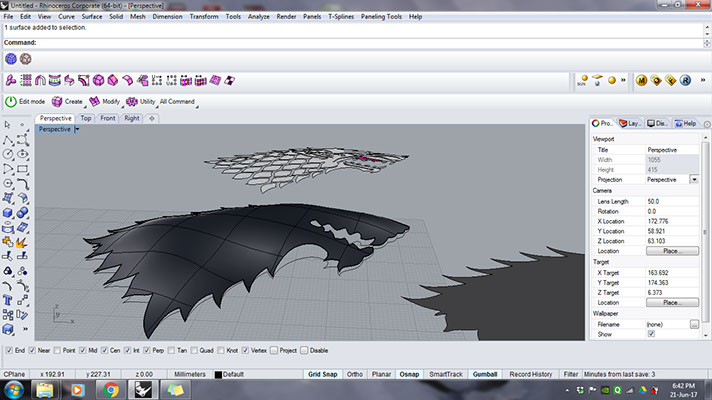 Untitled - Rhinoceros Corporate (64-bit) - [Perspective]
File Edit View Curve Surface Solid Mesh Dimension Transform Tools Analyze Render Panels T-Splines Paneling Tools Help
1 surface added to selection.
Command:
Edit mode Create Modify Utility All Command
Perspective Top Front Right
Perspective
Pro.. Lay... Dis... Help
Viewport
Title Perspective
Width 1055
Height 415
Projection Perspective
Camera
Lens Length 50.0
Rotation 0.0
X Location 172.776
Y Location 58.921
Z Location 63.103
Location Place...
Target
X Target 163.692
Y Target 174.363
Z Target 6.373
Location Place...
Wallpaper
Filename (none) ...
Show
z
y
x
End Near Point Mid Cen Int Perp Tan Quad Knot Vertex Project Disable
CPlane x 192.91 y 227.31 z 0.00 Millimeters Default Grid Snap Ortho Planar Osnap SmartTrack Gumball Record History Filter Minutes from last save: 3
6:42 PM
21-Jun-17